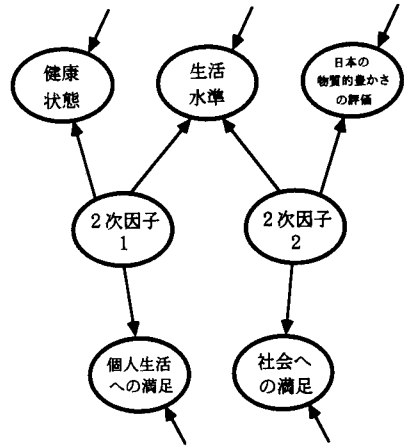 健康
状態
生活
水準
日本の
物質的豊かさ
の評価
2次因子
1
2次因子
2
個人生活
への満足
社会へ
の満足